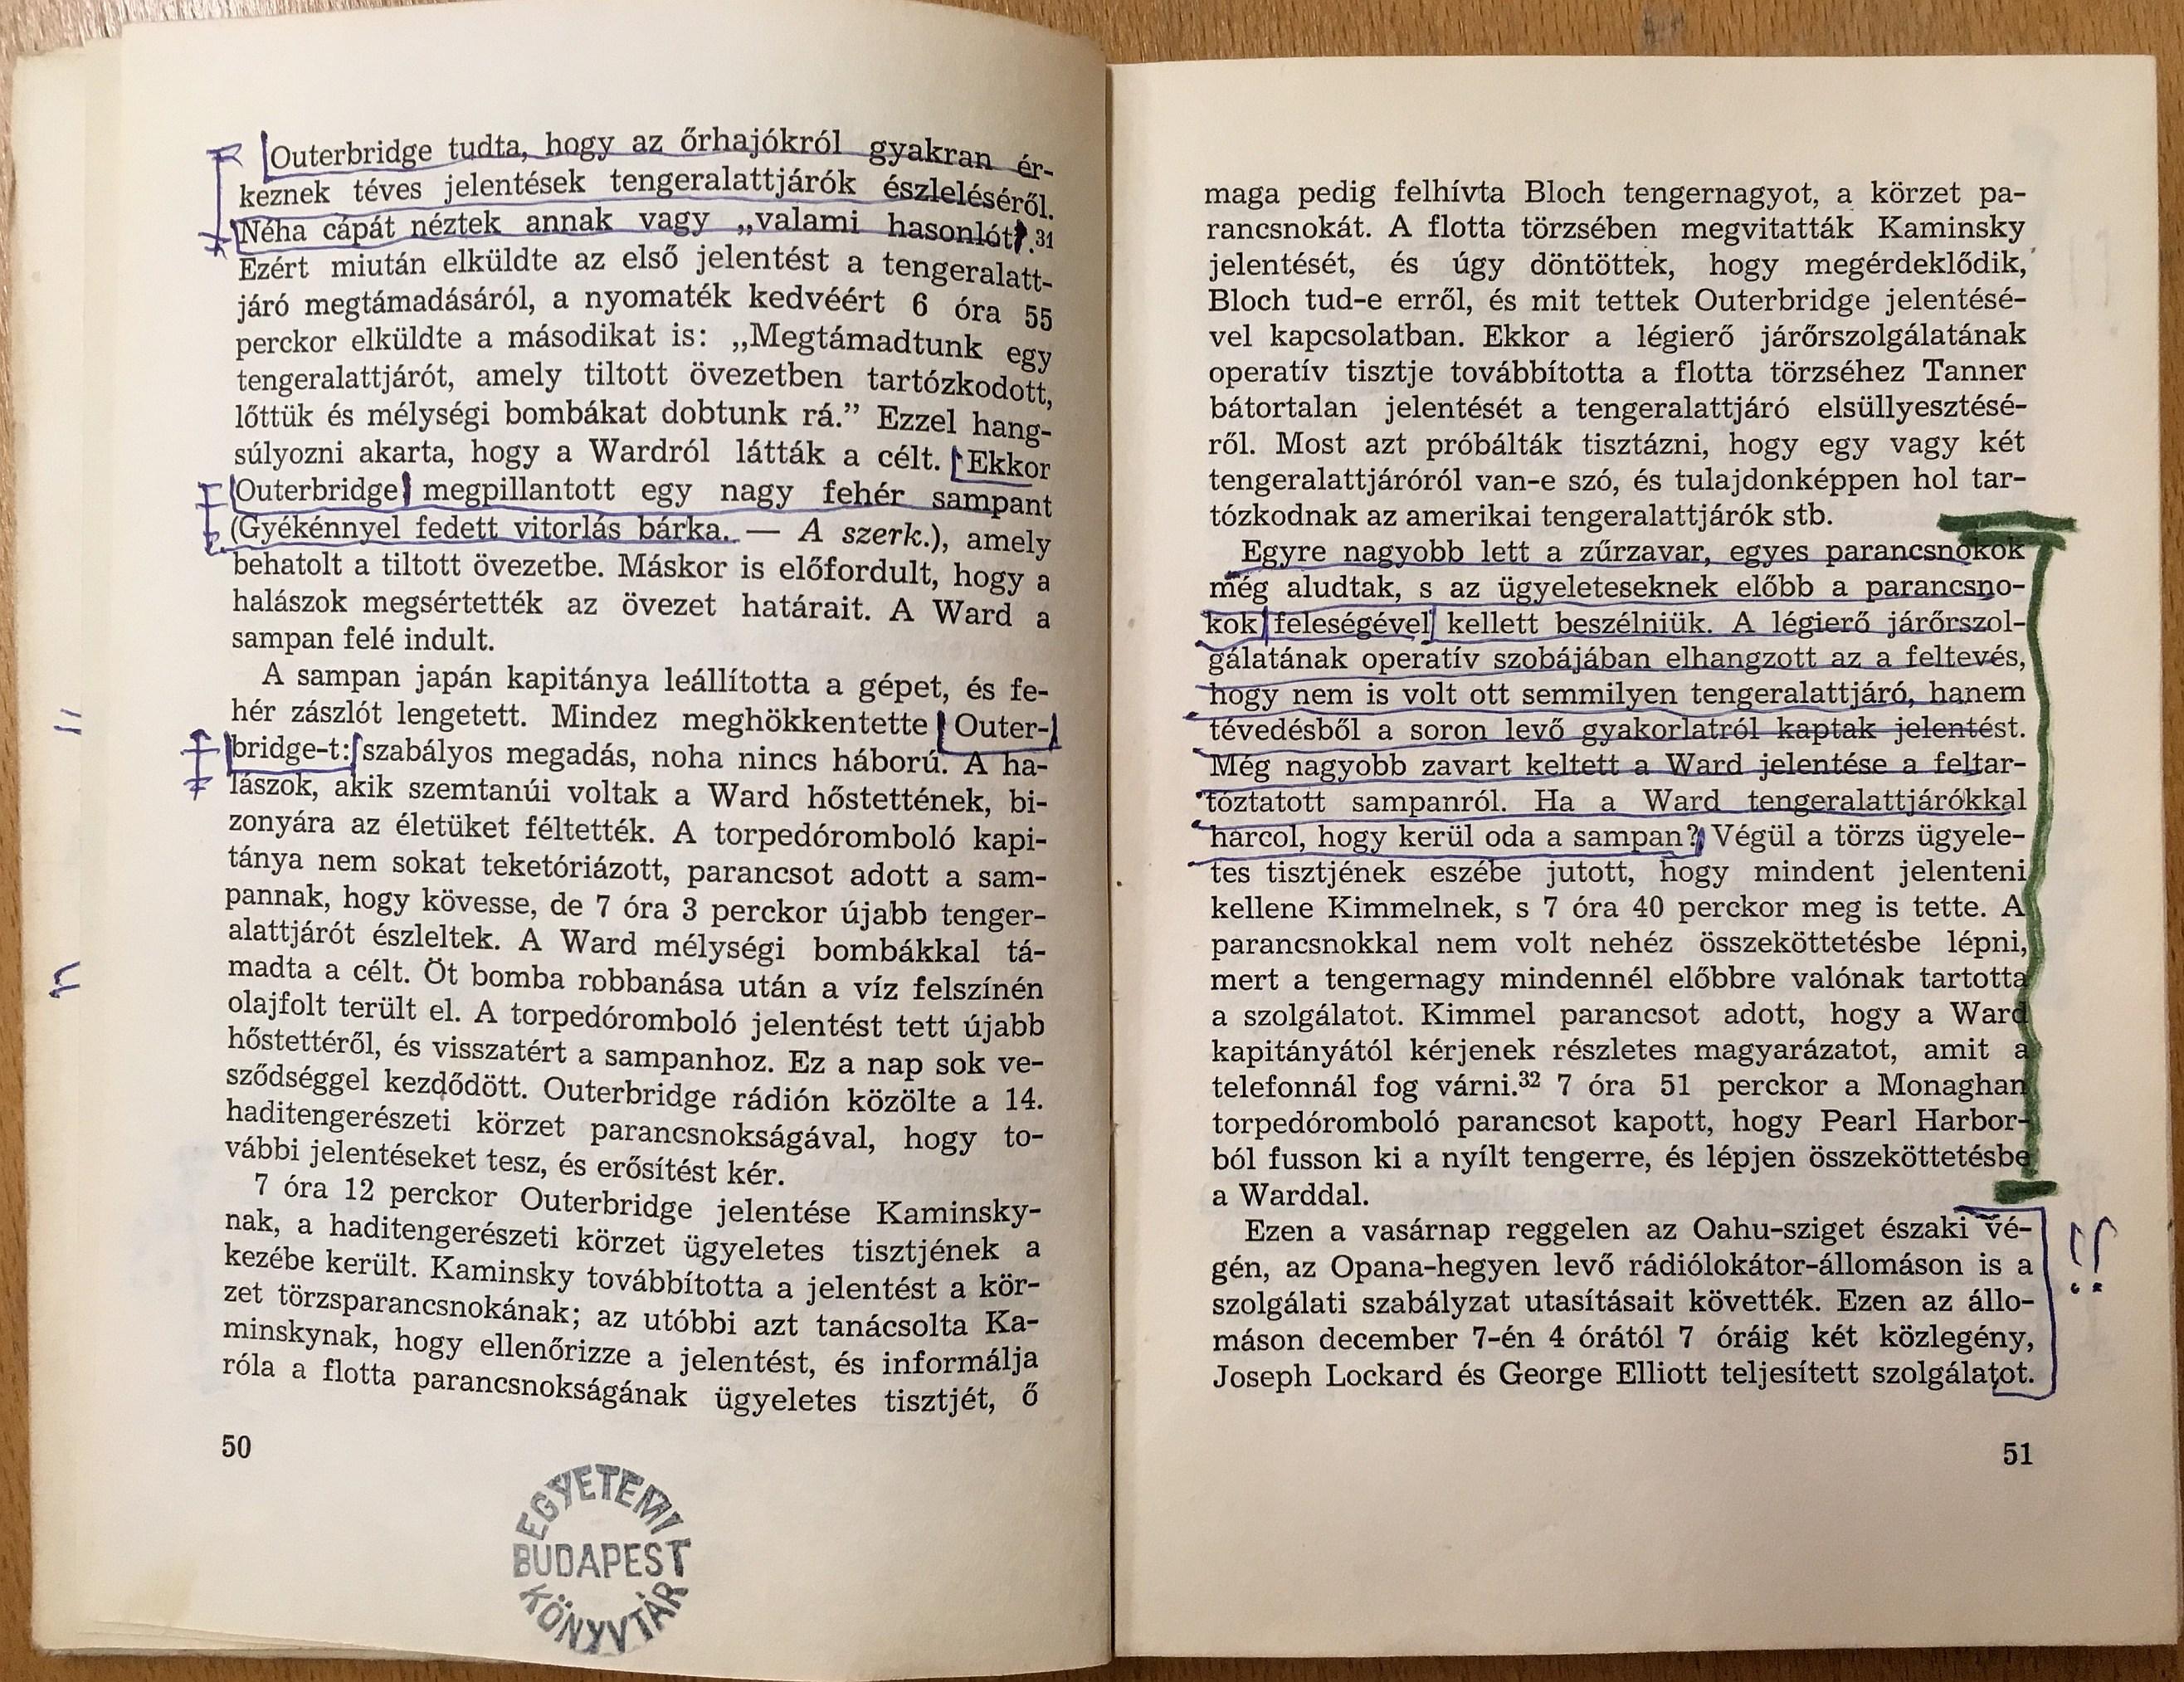 Outerbridge tudta, hogy az őrhajókról gyakran ér-
keznek téves jelentések tengeralattjárók észleléséről.
Néha cápát néztek annak vagy „valami hasonlót”.31
Ezért miután elküldte az első jelentést a tengeralatt-
járó megtámadásáról, a nyomaték kedvéért 6 óra 55
perckor elküldte a másodikat is: „Megtámadtunk egy
tengeralattjárót, amely tiltott övezetben tartózkodott,
lőttük és mélységi bombákat dobtunk rá.” Ezzel hang-
súlyozni akarta, hogy a Wardról látták a célt. Ekkor
Outerbridge megpillantott egy nagy fehér sampant
(Gyékénnyel fedett vitorlás bárka. — A szerk.), amely
behatolt a tiltott övezetbe. Máskor is előfordult, hogy a
halászok megsértették az övezet határait. A Ward a
sampan felé indult.
A sampan japán kapitánya leállította a gépet, és fe-
hér zászlót lengetett. Mindez meghökkentette Outer-
bridge-t: szabályos megadás, noha nincs háború. A ha-
lászok, akik szemtanúi voltak a Ward hőstettének, bi-
zonyára az életüket féltették. A torpedóromboló kapi-
tánya nem sokat teketóriázott, parancsot adott a sam-
pannak, hogy kövesse, de 7 óra 3 perckor újabb tenger-
alattjárót észleltek. A Ward mélységi bombákkal tá-
madta a célt. Öt bomba robbanása után a víz felszínén
olajfolt terült el. A torpedóromboló jelentést tett újabb
hőstettéről, és visszatért a sampanhoz. Ez a nap sok ve-
sződséggel kezdődött. Outerbridge rádión közölte a 14.
haditengerészeti körzet parancsnokságával, hogy to-
vábbi jelentéseket tesz, és erősítést kér.
7 óra 12 perckor Outerbridge jelentése Kaminsky-
nak, a haditengerészeti körzet ügyeletes tisztjének a
kezébe került. Kaminsky továbbította a jelentést a kör-
zet törzsparancsnokának; az utóbbi azt tanácsolta Ka-
minskynak, hogy ellenőrizze a jelentést, és informálja
róla a flotta parancsnokságának ügyeletes tisztjét, ő
50
EGYETEMI
BUDAPEST
KÖNYVTÁR
maga pedig felhívta Bloch tengernagyot, a körzet pa-
rancsnokát. A flotta törzsében megvitatták Kaminsky
jelentését, és úgy döntöttek, hogy megérdeklődik,
Bloch tud-e erről, és mit tettek Outerbridge jelentésé-
vel kapcsolatban. Ekkor a légierő járőrszolgálatának
operatív tisztje továbbította a flotta törzséhez Tanner
bátortalan jelentését a tengeralattjáró elsüllyesztésé-
ről. Most azt próbálták tisztázni, hogy egy vagy két
tengeralattjáróról van-e szó, és tulajdonképpen hol tar-
tózkodnak az amerikai tengeralattjárók stb.
Egyre nagyobb lett a zűrzavar, egyes parancsnokok
még aludtak, s az ügyeleteseknek előbb a parancsno-
kok feleségével kellett beszélniük. A légierő járőrszol-
gálatának operatív szobájában elhangzott az a feltevés,
hogy nem is volt ott semmilyen tengeralattjáró, hanem
tévedésből a soron levő gyakorlatról kaptak jelentést.
Még nagyobb zavart keltett a Ward jelentése a feltar-
tóztatott sampanról. Ha a Ward tengeralattjárókkal
harcol, hogy kerül oda a sampan? Végül a törzs ügyele-
tes tisztjének eszébe jutott, hogy mindent jelenteni
kellene Kimmelnek, s 7 óra 40 perckor meg is tette. A
parancsnokkal nem volt nehéz összeköttetésbe lépni,
mert a tengernagy mindennél előbbre valónak tartotta
a szolgálatot. Kimmel parancsot adott, hogy a Ward
kapitányától kérjenek részletes magyarázatot, amit a
telefonnál fog várni.32 7 óra 51 perckor a Monaghan
torpedóromboló parancsot kapott, hogy Pearl Harbor-
ból fusson ki a nyílt tengerre, és lépjen összeköttetésbe
a Warddal.
Ezen a vasárnap reggelen az Oahu-sziget északi vé-
gén, az Opana-hegyen levő rádiólokátor-állomáson is a
szolgálati szabályzat utasításait követték. Ezen az állo-
máson december 7-én 4 órától 7 óráig két közlegény,
Joseph Lockard és George Elliott teljesített szolgálatot.
!?
51